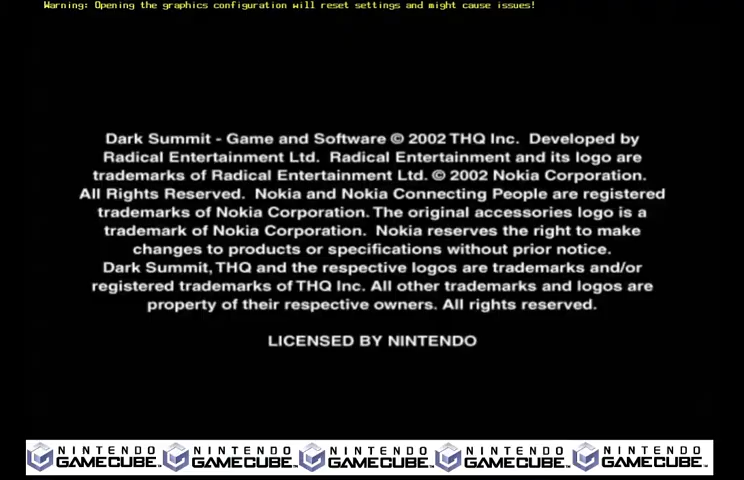 Warning: Opening the graphics configuration will reset settings and might cause issues!
Dark Summit - Game and Software © 2002 THQ Inc. Developed by
Radical Entertainment Ltd. Radical Entertainment and its logo are
trademarks of Radical Entertainment Ltd. © 2002 Nokia Corporation.
All Rights Reserved. Nokia and Nokia Connecting People are registered
trademarks of Nokia Corporation. The original accessories logo is a
trademark of Nokia Corporation. Nokia reserves the right to make
changes to products or specifications without prior notice.
Dark Summit, THQ and the respective logos are trademarks and/or
registered trademarks of THQ Inc. All other trademarks and logos are
property of their respective owners. All rights reserved.
LICENSED BY NINTENDO
NINTENDO NINTENDO NINTENDO NINTENDO NINTENDO
GAMECUBE™ GAMECUBE™ GAMECUBE™ GAMECUBE™ GAMECUBE™